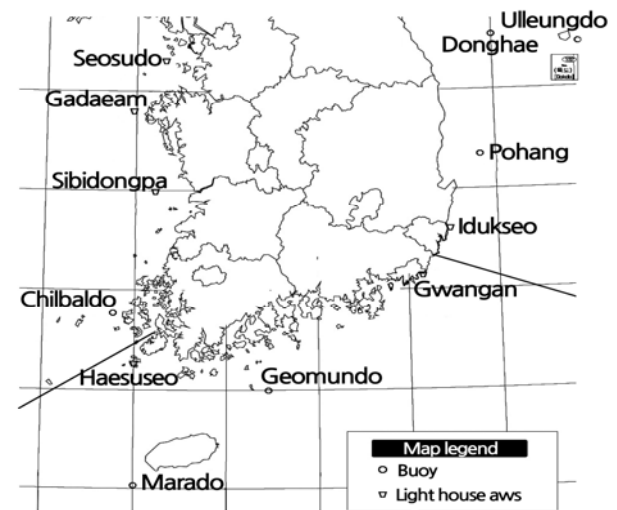 Ulleungdo
Donghae
Seosudo
Gadaeam
Pohang
Sibidongpa
Idukseo
Gwangan
Chilbaldo
Haesuseo
Geomundo
Marado
Map legend
Buoy
Light house aws